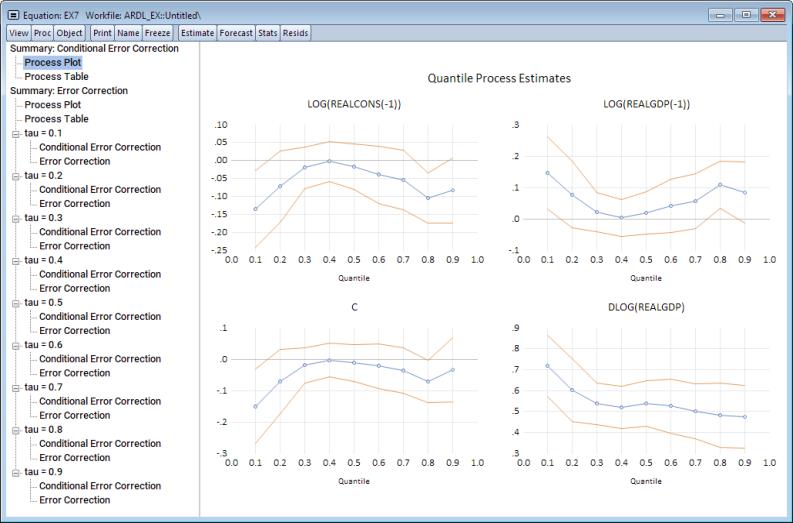 Equation: EX7 Workfile: ARDL_EX::Untitled\
View Proc Object Print Name Freeze Estimate Forecast Stats Resids
Summary: Conditional Error Correction
Process Plot
Process Table
Summary: Error Correction
Process Plot
Process Table
tau = 0.1
Conditional Error Correction
Error Correction
tau = 0.2
Conditional Error Correction
Error Correction
tau = 0.3
Conditional Error Correction
Error Correction
tau = 0.4
Conditional Error Correction
Error Correction
tau = 0.5
Conditional Error Correction
Error Correction
tau = 0.6
Conditional Error Correction
Error Correction
tau = 0.7
Conditional Error Correction
Error Correction
tau = 0.8
Conditional Error Correction
Error Correction
tau = 0.9
Conditional Error Correction
Error Correction
Quantile Process Estimates
LOG(REALCONS(-1))
.10
.05
.00
-.05
-.10
-.15
-.20
-.25
0.0 0.1 0.2 0.3 0.4 0.5 0.6 0.7 0.8 0.9 1.0
Quantile
LOG(REALGDP(-1))
.3
.2
.1
.0
-.1
0.0 0.1 0.2 0.3 0.4 0.5 0.6 0.7 0.8 0.9 1.0
Quantile
C
.1
.0
-.1
-.2
-.3
0.0 0.1 0.2 0.3 0.4 0.5 0.6 0.7 0.8 0.9 1.0
Quantile
DLOG(REALGDP)
.9
.8
.7
.6
.5
.4
.3
0.0 0.1 0.2 0.3 0.4 0.5 0.6 0.7 0.8 0.9 1.0
Quantile